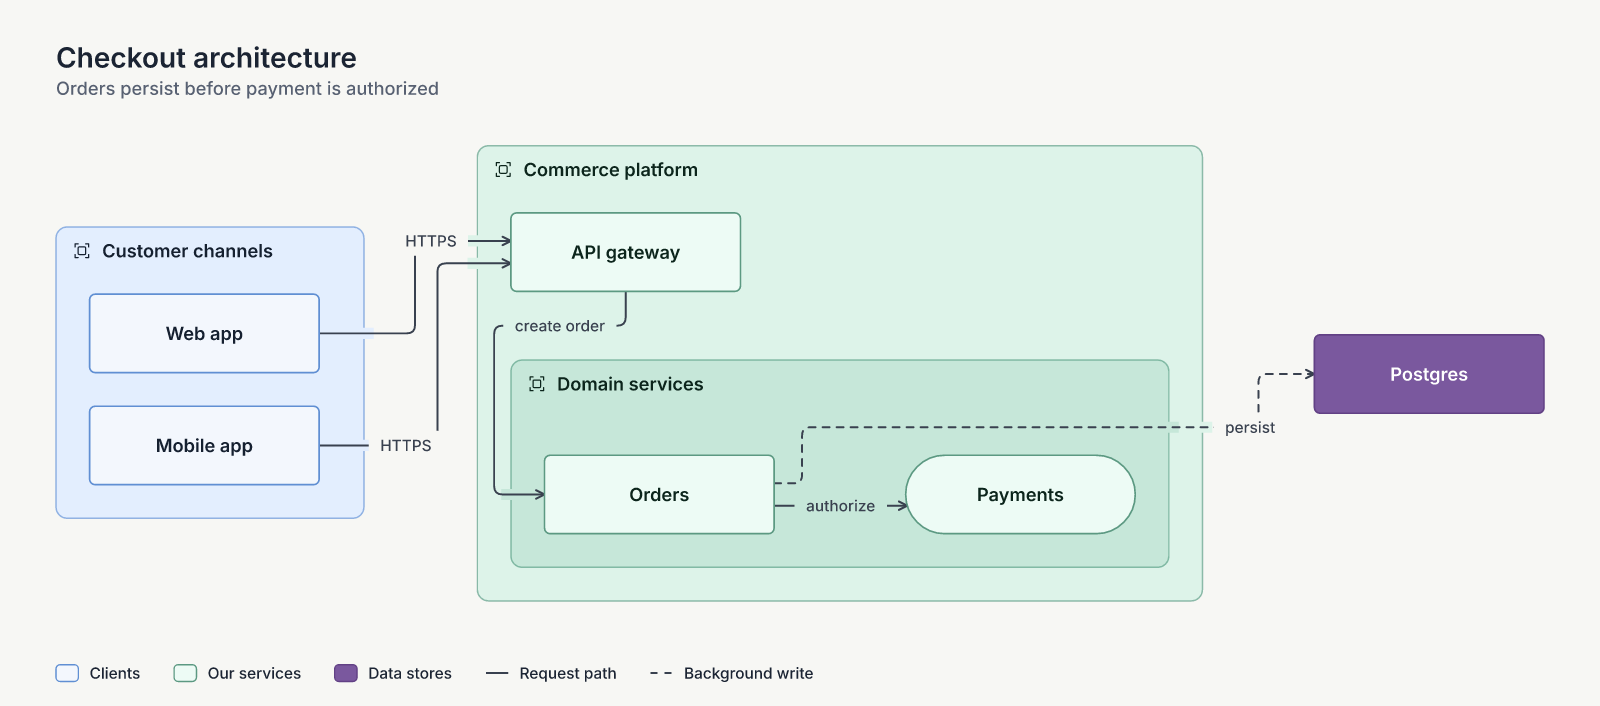 Checkout architecture
Orders persist before payment is authorized
Commerce platform
Customer channels
HTTPS
API gateway
Web app
create order
Domain services
Postgres
persist
Mobile app
HTTPS
Orders
authorize
Payments
Clients
Our services
Data stores
Request path
Background write